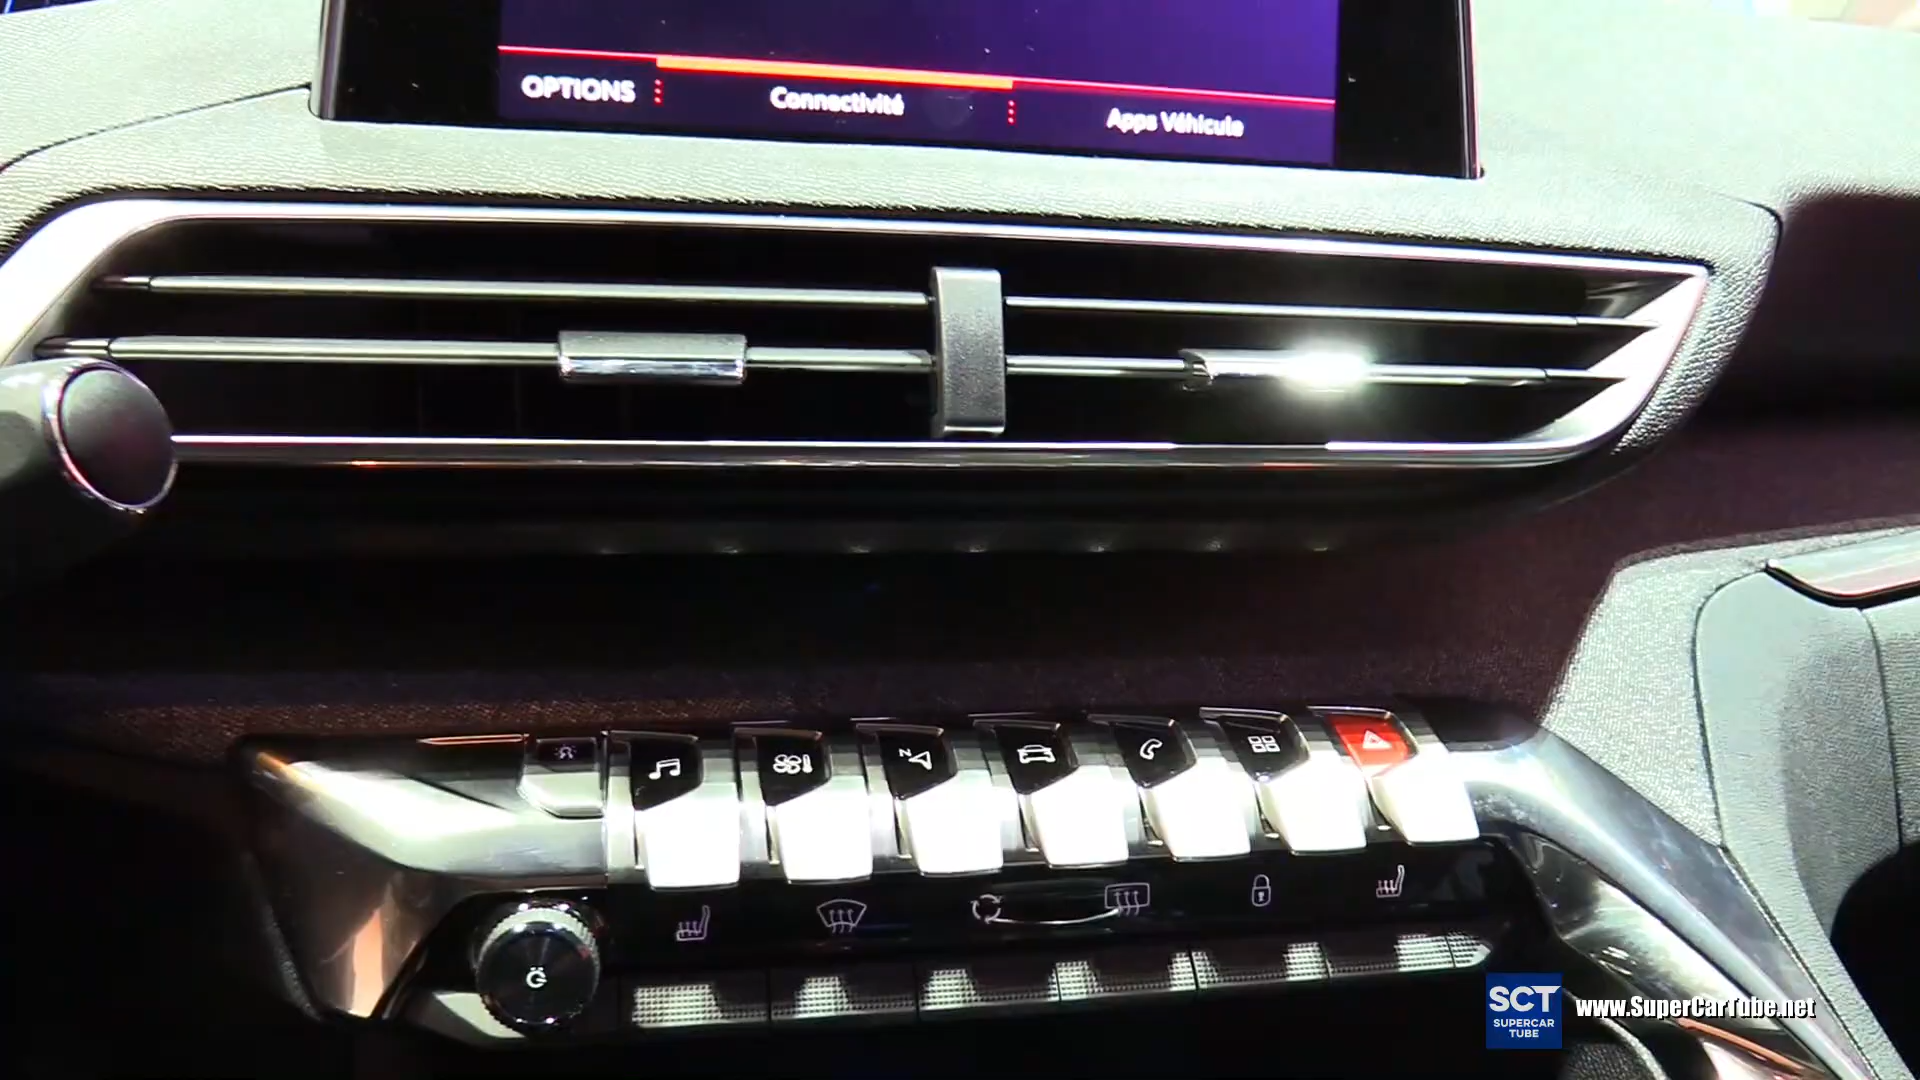 OPTIONS
Connectivité
Apps Véhicule
N
SCT
SUPERCAR
TUBE
www.SuperCarTube.net